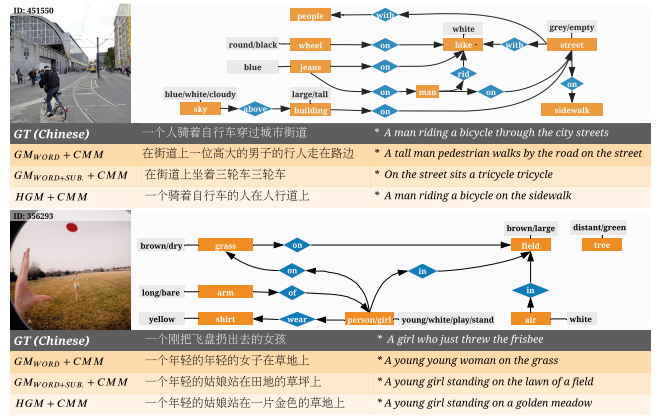 ID: 451550
people
with
white
grey/empty
round/black
wheel
on
bike
with
street
blue
jeans
on
rid
on
man
on
on
blue/white/cloudy
large/tall
sky
above
building
on
sidewalk
GT (Chinese) 一个人骑着自行车穿过城市街道 * A man riding a bicycle through the city streets
GM_WORD + CMM 在街道上一位高大的男子的行人走在路边 * A tall man pedestrian walks by the road on the street
GM_WORD+SUB. + CMM 在街道上坐着三轮车三轮车 * On the street sits a tricycle tricycle
HGM + CMM 一个骑着自行车的人在人行道上 * A man riding a bicycle on the sidewalk
ID: 356293
brown/large
distant/green
brown/dry
grass
on
field
tree
on
in
long/bare
arm
of
in
yellow
shirt
wear
person/girl
young/white/play/stand
air
white
GT (Chinese) 一个刚把飞盘扔出去的女孩 * A girl who just threw the frisbee
GM_WORD + CMM 一个年轻的年轻的女子在草地上 * A young young woman on the grass
GM_WORD+SUB. + CMM 一个年轻的姑娘站在田地的草坪上 * A young girl standing on the lawn of a field
HGM + CMM 一个年轻的姑娘站在一片金色的草地上 * A young girl standing on a golden meadow